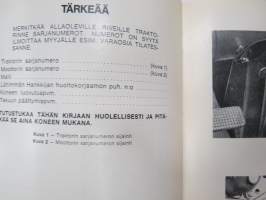 TÄRKEÄÄ
MERKITKÄÄ ALLAOLEVILLE RIVEILLE TRAKTO-
RINNE SARJANUMEROT. NUMEROT ON SYYTÄ
ILMOITTAA MYYJÄLLE ESIM. VARAOSIA TILATES-
SANNE.
Traktorin sarjanumero (Kuva 1)
Moottorin sarjanumero (Kuva 2)
Malli
Lähimmän Hankkijan huoltokorjaamon puh. n:o
Koneen luovutuspvm.
Takuun päättymispvm.
TUTUSTUKAA TÄHÄN KIRJAAN HUOLELLISESTI JA PITÄ-
KÄÄ SE AINA KONEEN MUKANA.
Kuva 1 – Traktorin sarjanumeron sijainti
Kuva 2 – Moottorin sarjanumeron sijainti